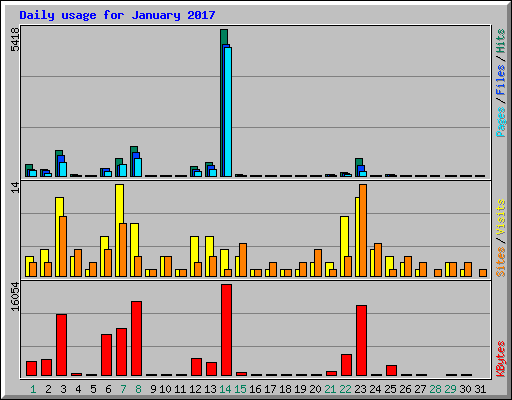 Daily usage for January 2017
5418
Pages / Files / Hits
14
Sites / Visits
16054
KBytes
1 2 3 4 5 6 7 8 9 10 11 12 13 14 15 16 17 18 19 20 21 22 23 24 25 26 27 28 29 30 31